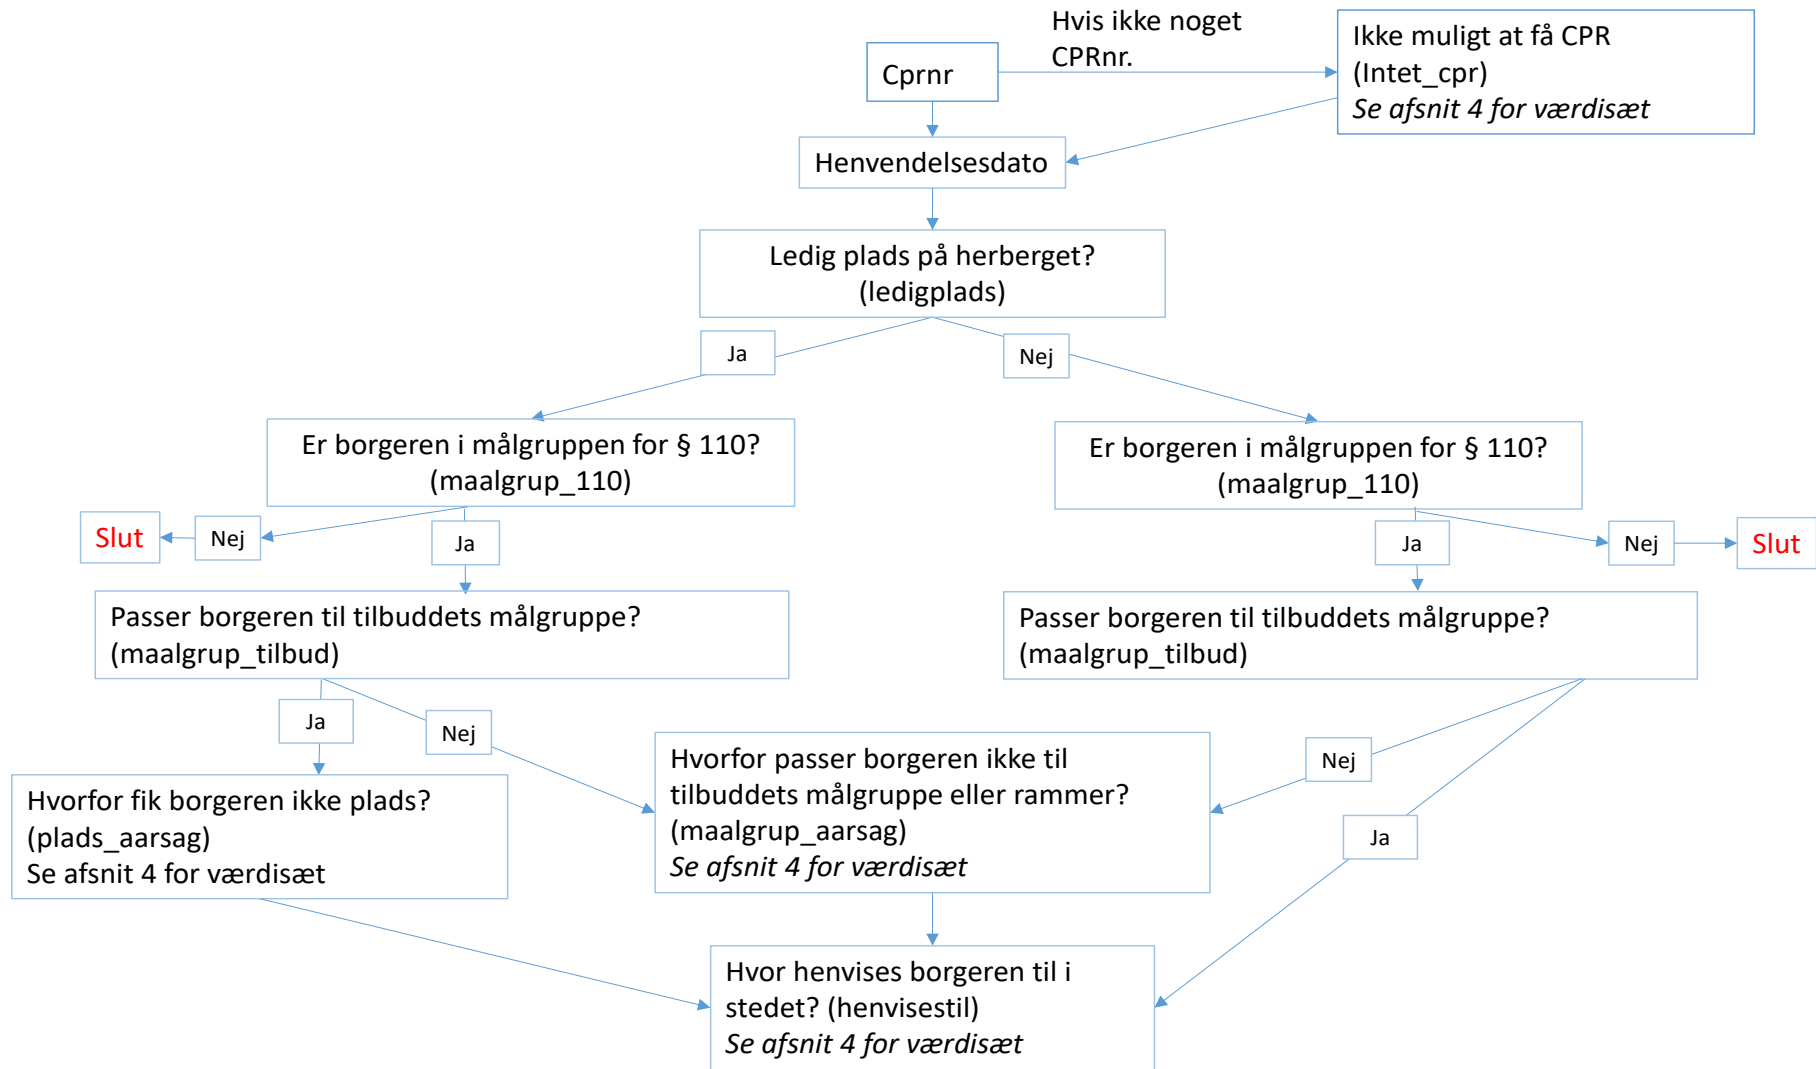 Hvis ikke noget
CPRnr.
Cprnr
Ikke muligt at få CPR
(Intet_cpr)
Se afsnit 4 for værdisæt
Henvendelsesdato
Ledig plads på herberget?
(ledigplads)
Ja
Nej
Er borgeren i målgruppen for § 110?
(maalgrup_110)
Er borgeren i målgruppen for § 110?
(maalgrup_110)
Slut
Nej
Ja
Ja
Nej
Slut
Passer borgeren til tilbuddets målgruppe?
(maalgrup_tilbud)
Passer borgeren til tilbuddets målgruppe?
(maalgrup_tilbud)
Ja
Nej
Nej
Ja
Hvorfor fik borgeren ikke plads?
(plads_aarsag)
Se afsnit 4 for værdisæt
Hvorfor passer borgeren ikke til
tilbuddets målgruppe eller rammer?
(maalgrup_aarsag)
Se afsnit 4 for værdisæt
Hvor henvises borgeren til i
stedet? (henvisestil)
Se afsnit 4 for værdisæt